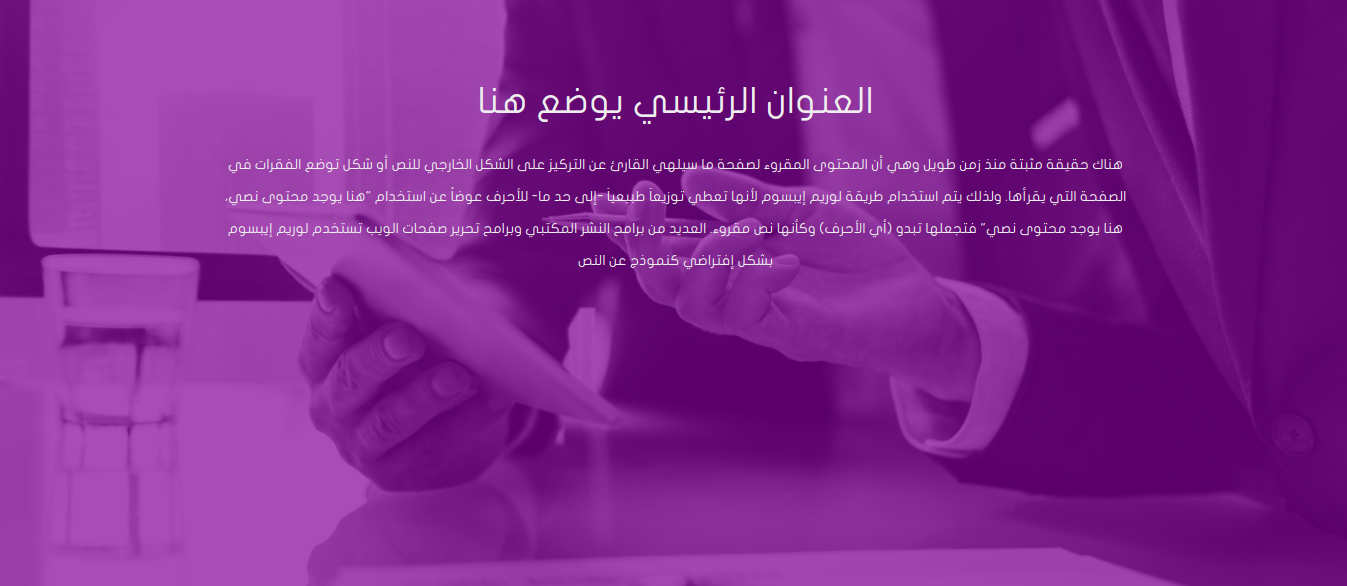 العنوان الرئيسي يوضع هنا
هناك حقيقة مثبتة منذ زمن طويل وهي أن المحتوى المقروء لصفحة ما سيلهي القارئ عن التركيز على الشكل الخارجي للنص أو شكل توضع الفقرات في
الصفحة التي يقرأها. ولذلك يتم استخدام طريقة لوريم إيبسوم لأنها تعطي توزيعاَ طبيعياَ -إلى حد ما- للأحرف عوضاً عن استخدام "هنا يوجد محتوى نصي،
هنا يوجد محتوى نصي" فتجعلها تبدو (أي الأحرف) وكأنها نص مقروء. العديد من برامح النشر المكتبي وبرامح تحرير صفحات الويب تستخدم لوريم إيبسوم
بشكل إفتراضي كنموذج عن النص